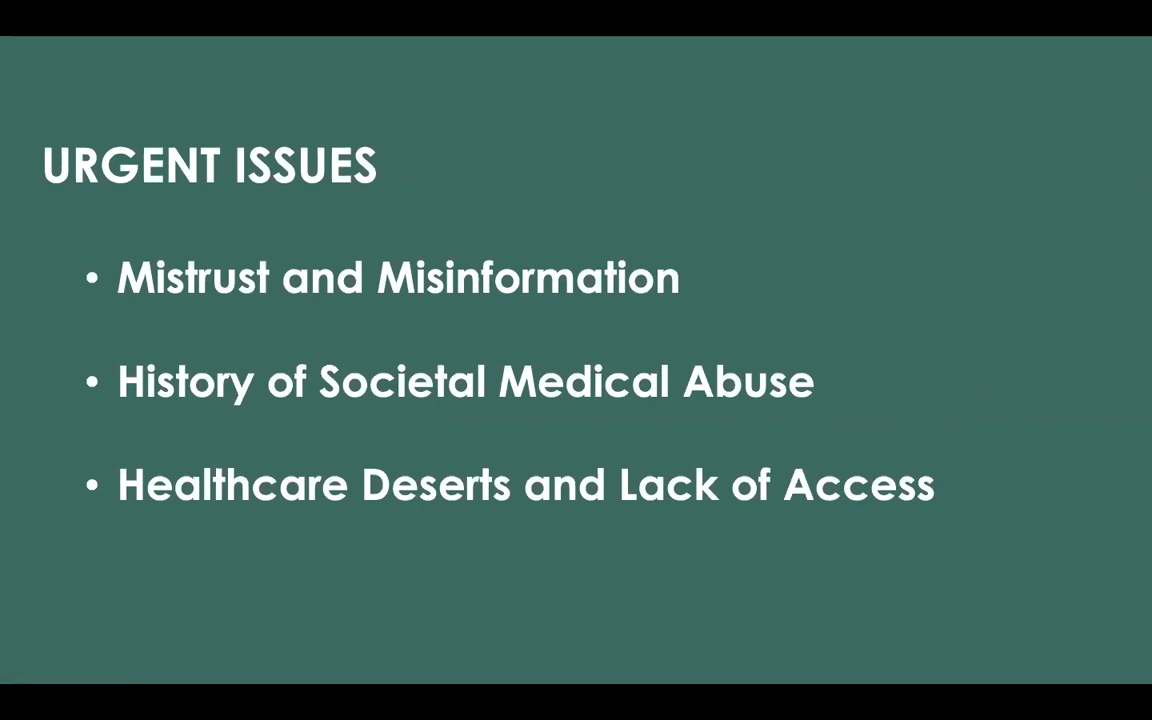 URGENT ISSUES
• Mistrust and Misinformation
• History of Societal Medical Abuse
• Healthcare Deserts and Lack of Access